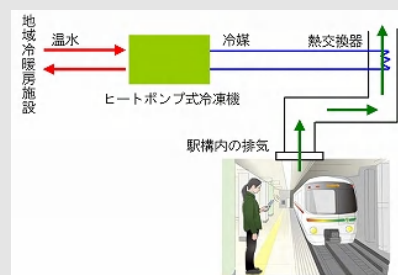 地域冷暖房施設
温水
冷媒
熱交換器
ヒートポンプ式冷凍機
駅構内の排気